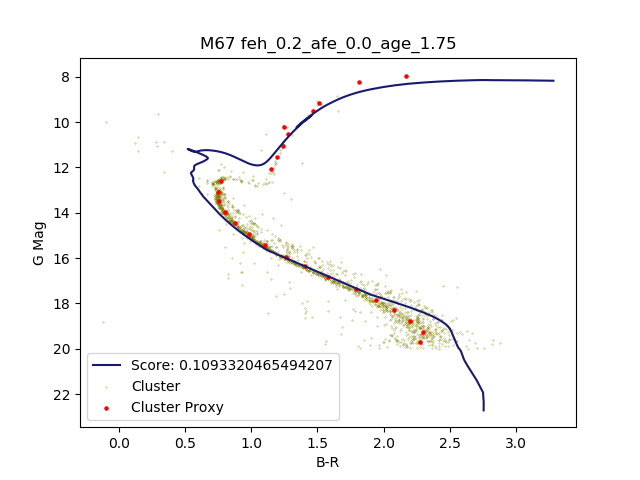 M67 feh_0.2_afe_0.0_age_1.75
8
10
12
14
16
18
20
22
G Mag
Score: 0.1093320465494207
Cluster
Cluster Proxy
0.0 0.5 1.0 1.5 2.0 2.5 3.0
B-R